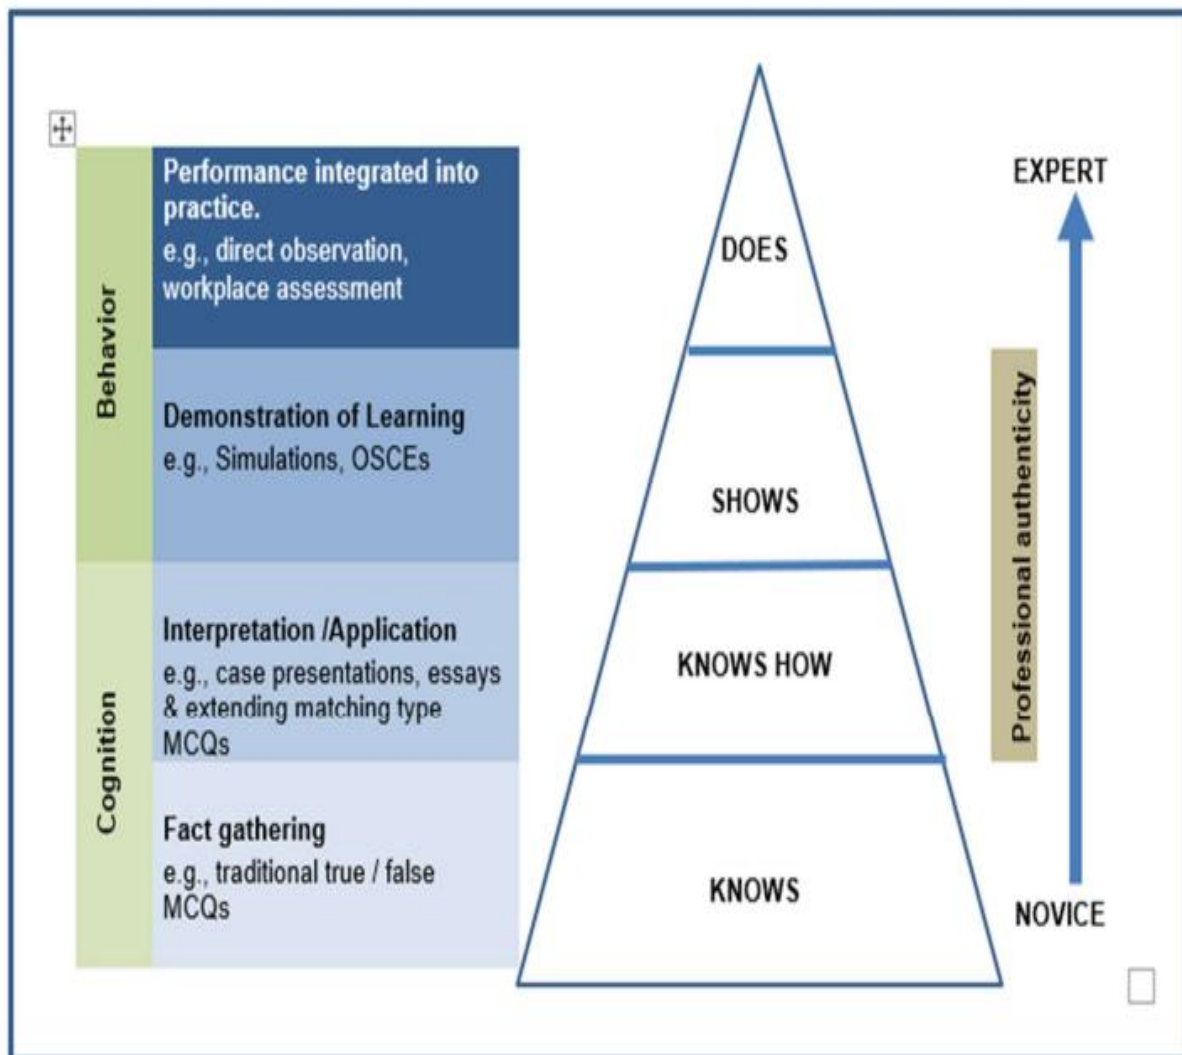 Behavior
Performance integrated into
practice.
e.g., direct observation,
workplace assessment
Demonstration of Learning
e.g., Simulations, OSCEs
Cognition
Interpretation /Application
e.g., case presentations, essays
& extending matching type
MCQs
Fact gathering
e.g., traditional true / false
MCQs
DOES
SHOWS
KNOWS HOW
KNOWS
EXPERT
Professional authenticity
NOVICE